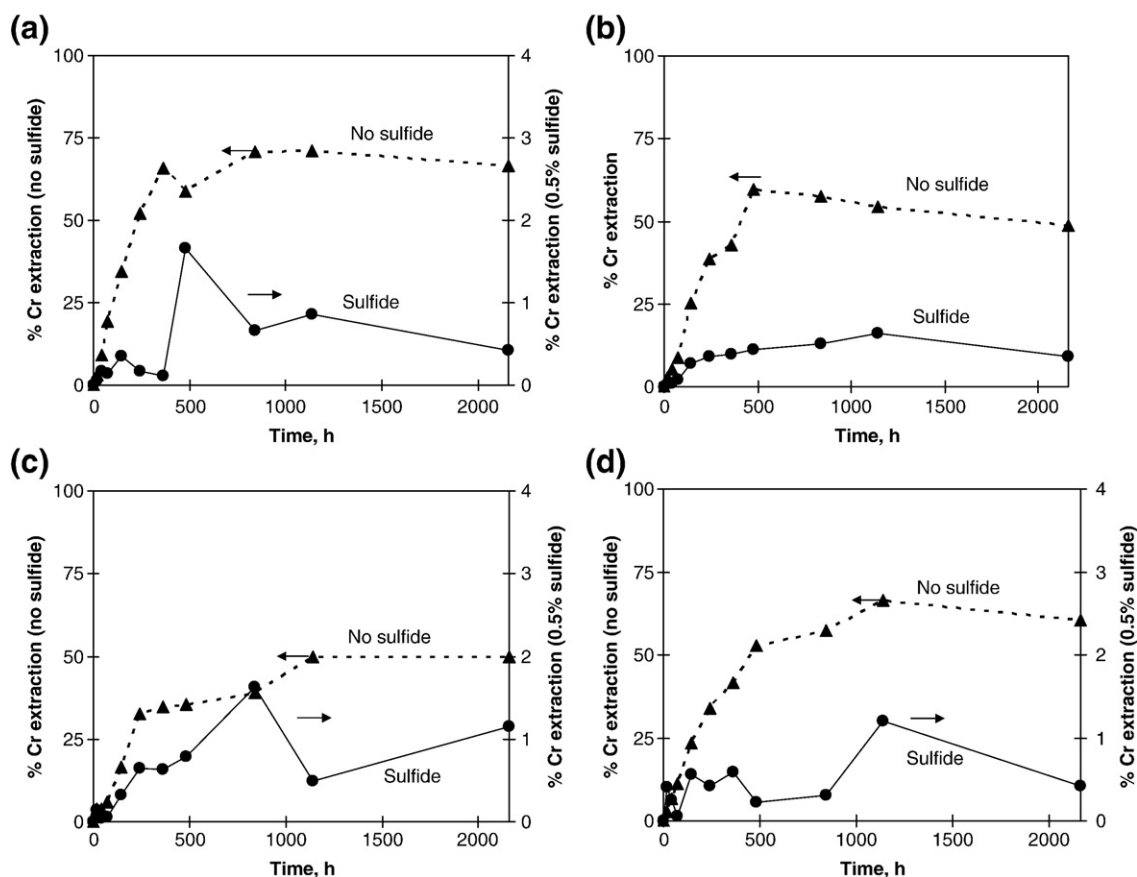 (a)
100
75
50
25
0
% Cr extraction (no sulfide)
4
3
2
1
0
% Cr extraction (0.5% sulfide)
No sulfide
Sulfide
0 500 1000 1500 2000
Time, h
(b)
100
75
50
25
0
% Cr extraction
No sulfide
Sulfide
0 500 1000 1500 2000
Time, h
(c)
100
75
50
25
0
% Cr extraction (no sulfide)
4
3
2
1
0
% Cr extraction (0.5% sulfide)
No sulfide
Sulfide
0 500 1000 1500 2000
Time, h
(d)
100
75
50
25
0
% Cr extraction (no sulfide)
4
3
2
1
0
% Cr extraction (0.5% sulfide)
No sulfide
Sulfide
0 500 1000 1500 2000
Time, h